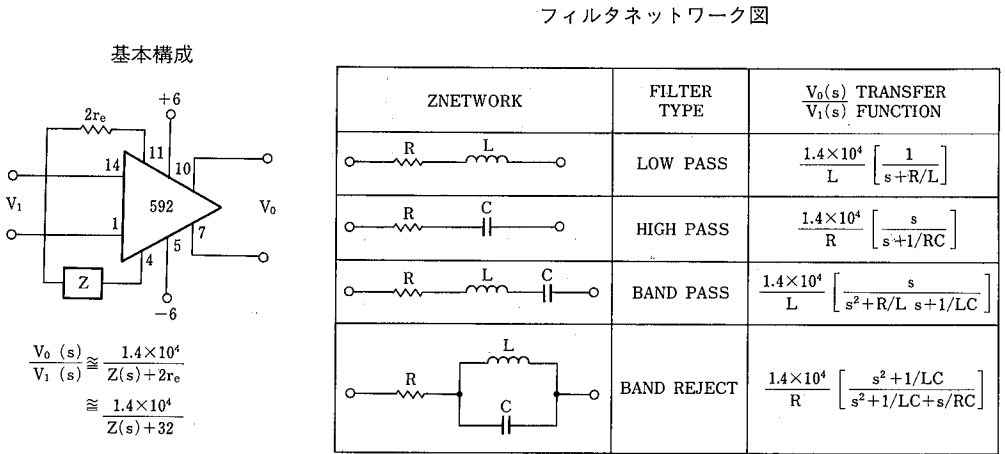 フィルタネットワーク図
基本構成
+6
2re
11
14
10
V1
592
V0
1
7
5
4
Z
−6
V0 (s) / V1 (s) ≅ 1.4×10⁴ / Z(s)+2re
≅ 1.4×10⁴ / Z(s)+32
ZNETWORK
FILTER TYPE
V0(s) / V1(s) TRANSFER FUNCTION
R L
LOW PASS
1.4×10⁴ / L [ 1 / s+R/L ]
R C
HIGH PASS
1.4×10⁴ / R [ s / s+1/RC ]
R L C
BAND PASS
1.4×10⁴ / L [ s / s²+R/L s+1/LC ]
L
R
C
BAND REJECT
1.4×10⁴ / R [ s²+1/LC / s²+1/LC+s/RC ]